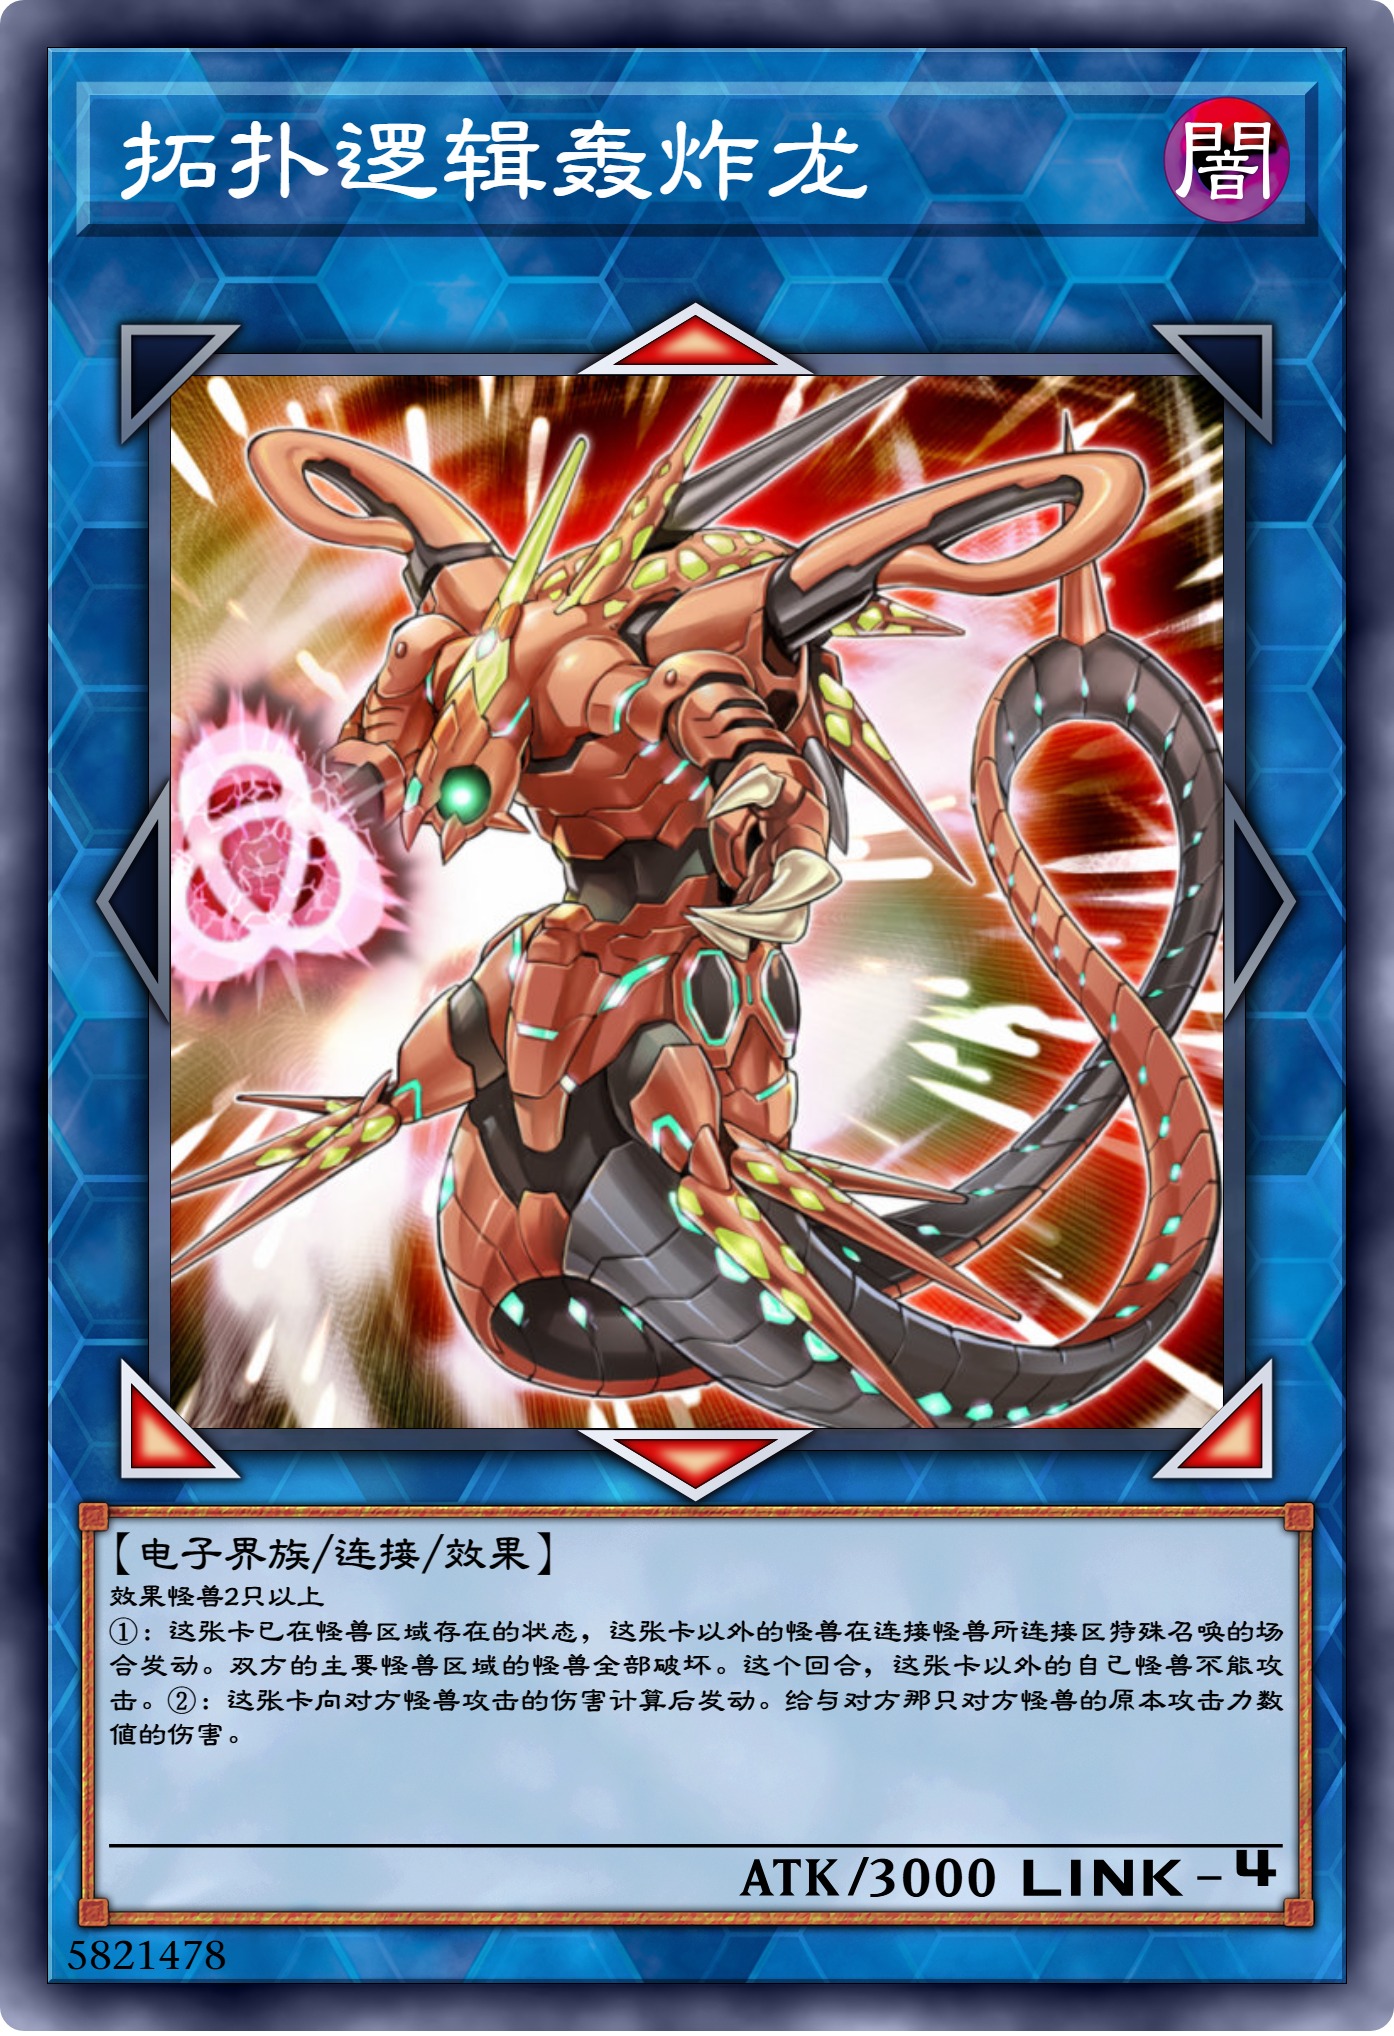 拓扑逻辑轰炸龙
闇
【电子界族/连接/效果】
效果怪兽2只以上
①：这张卡已在怪兽区域存在的状态，这张卡以外的怪兽在连接怪兽所连接区特殊召唤的场
合发动。双方的主要怪兽区域的怪兽全部破坏。这个回合，这张卡以外的自己怪兽不能攻
击。②：这张卡向对方怪兽攻击的伤害计算后发动。给与对方那只对方怪兽的原本攻击力数
值的伤害。
ATK/3000 LINK-4
5821478